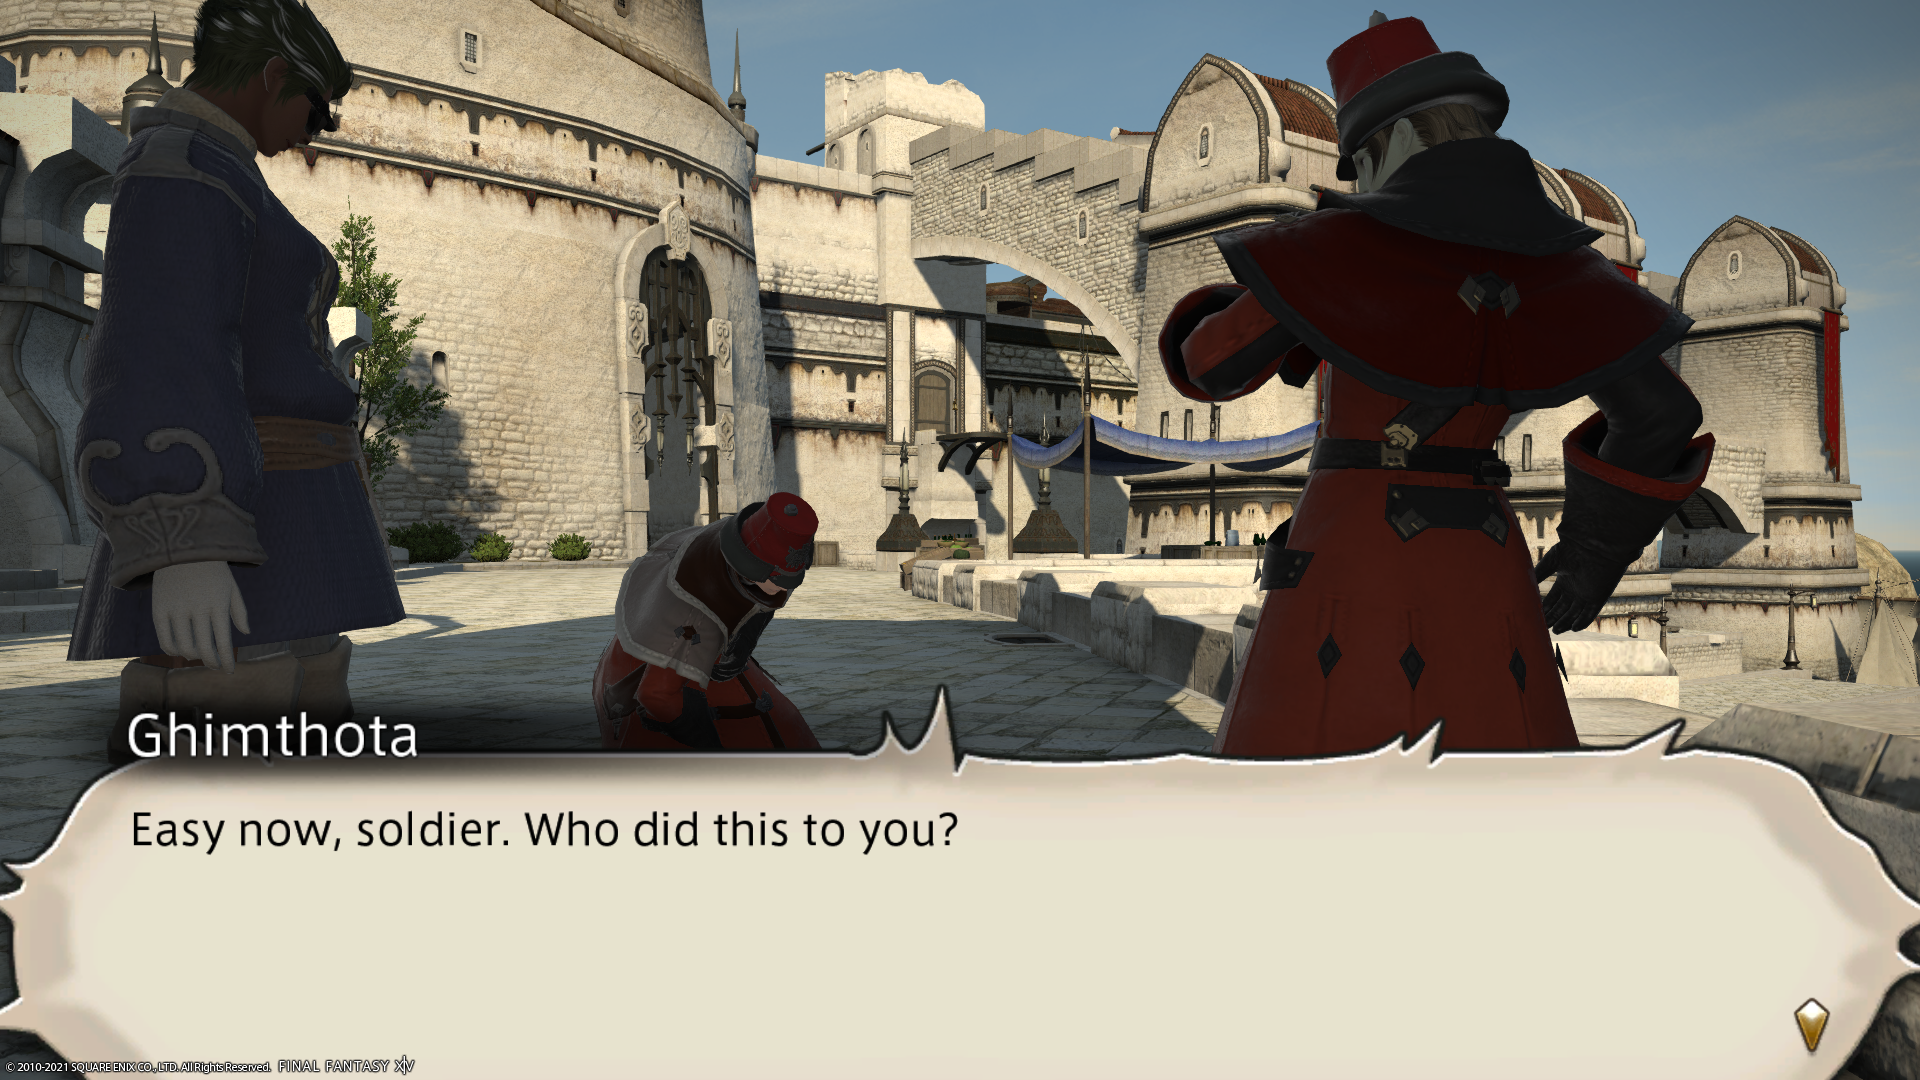 Ghimthota
Easy now, soldier. Who did this to you?
© 2010-2021 SQUARE ENIX CO., LTD. All Rights Reserved. FINAL FANTASY XIV